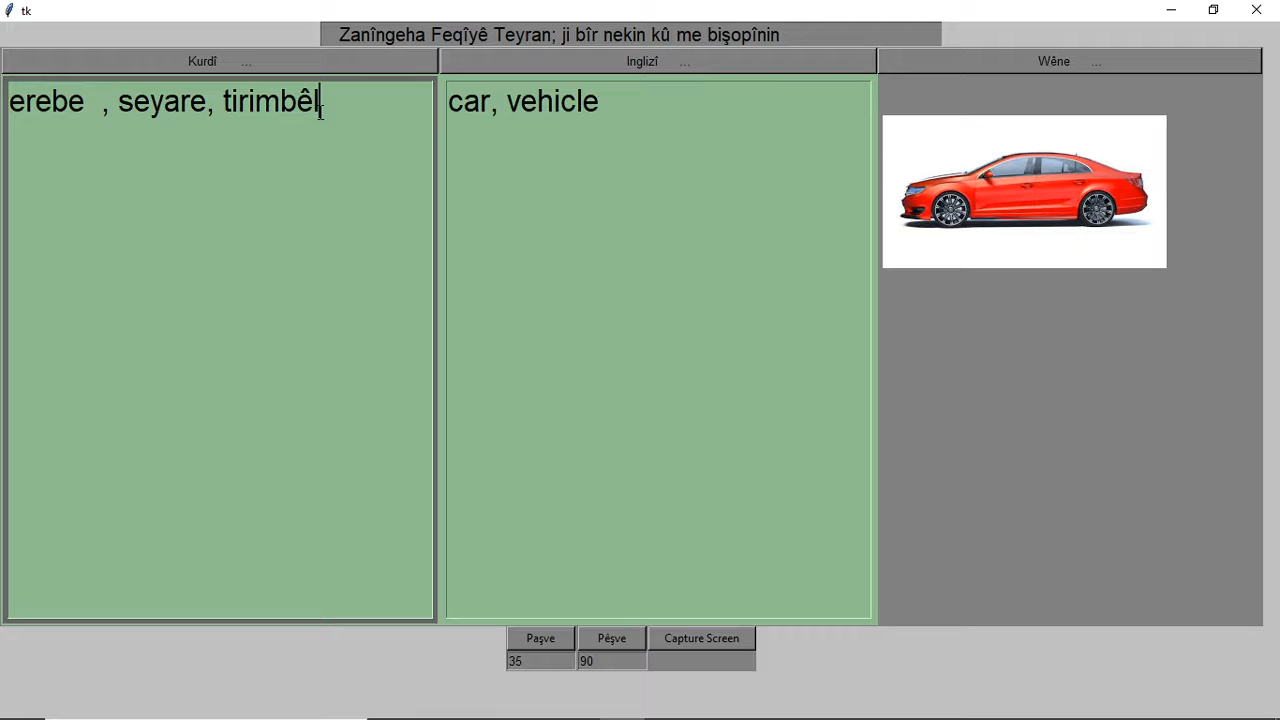 tk
Zanîngeha Feqîyê Teyran; ji bîr nekin kû me bişopînin
Kurdî ...
Inglizî ...
Wêne ...
erebe , seyare, tirimbêl
car, vehicle
Paşve
Pêşve
Capture Screen
35
90